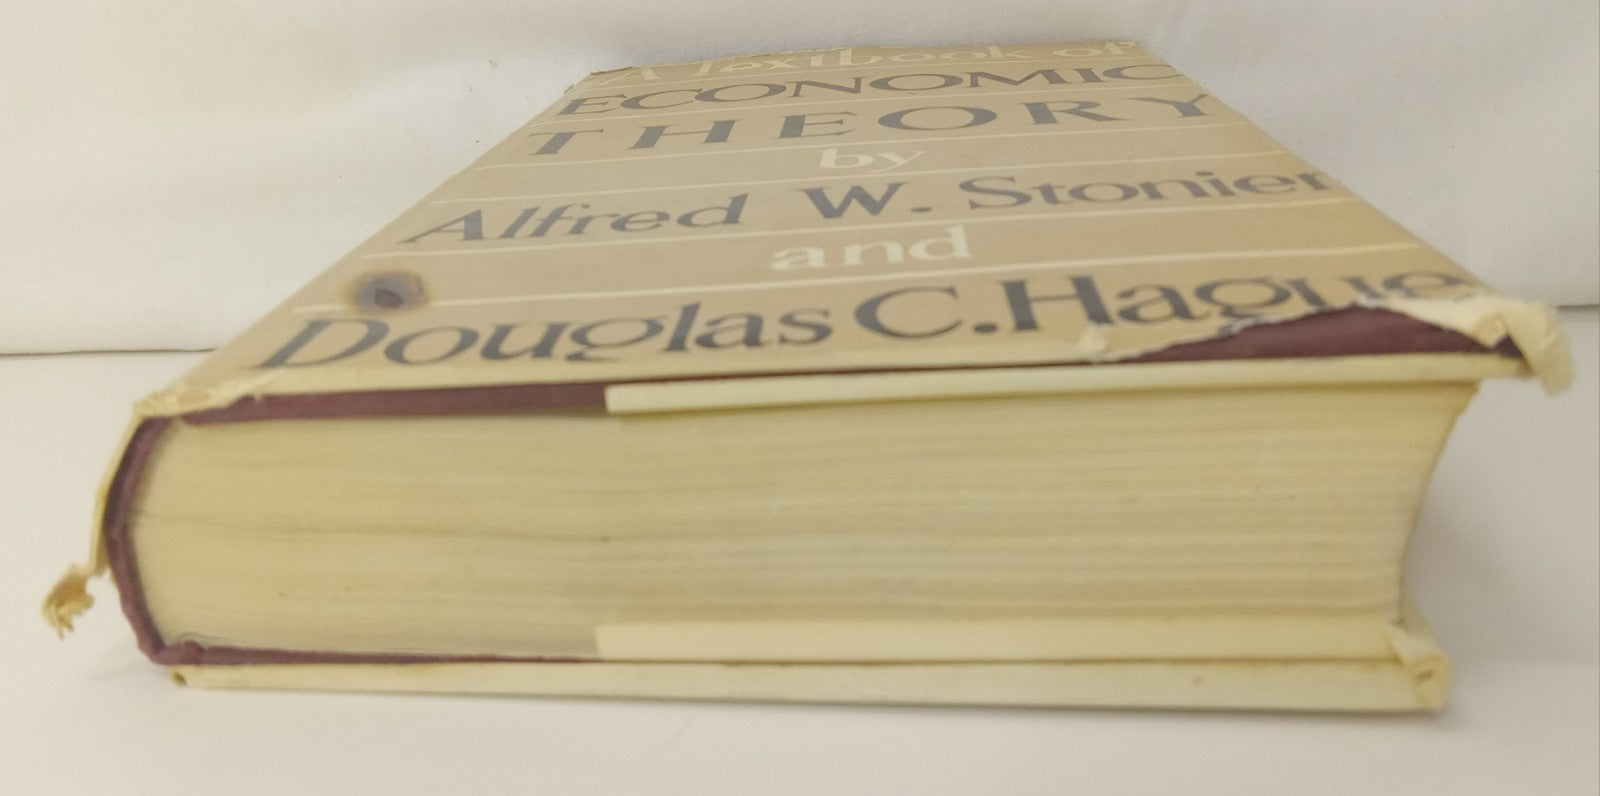 A Textbook of
ECONOMIC
THEORY
by
Alfred W. Stonier
and
Douglas C. Hague